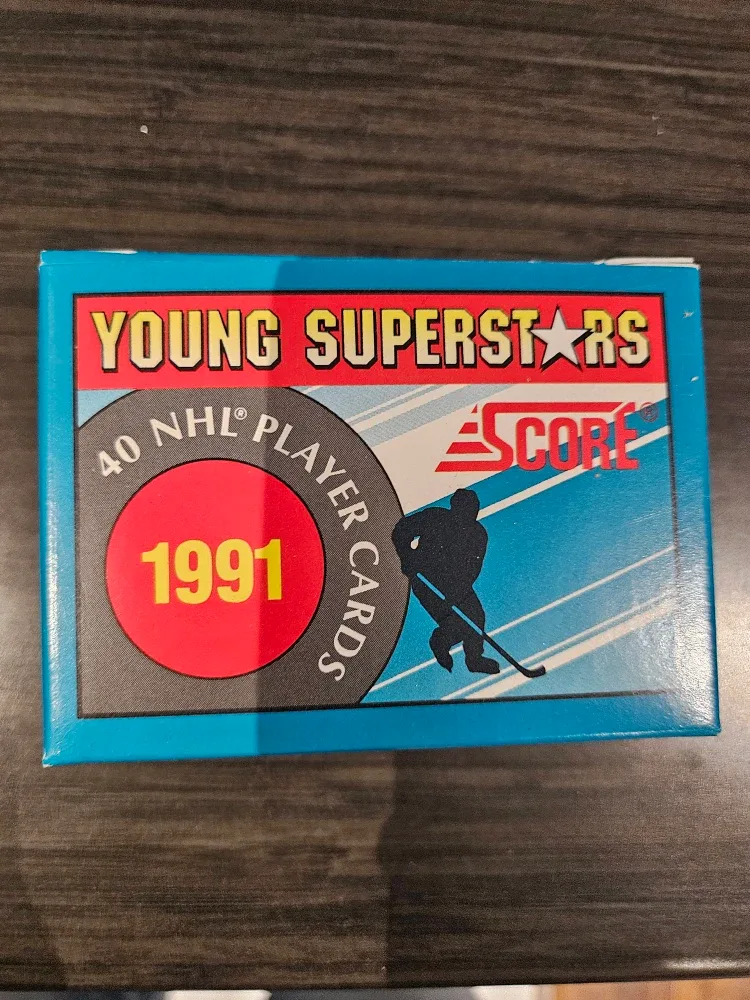 YOUNG SUPERSTARS
SCORE®
40 NHL® PLAYER CARDS
1991